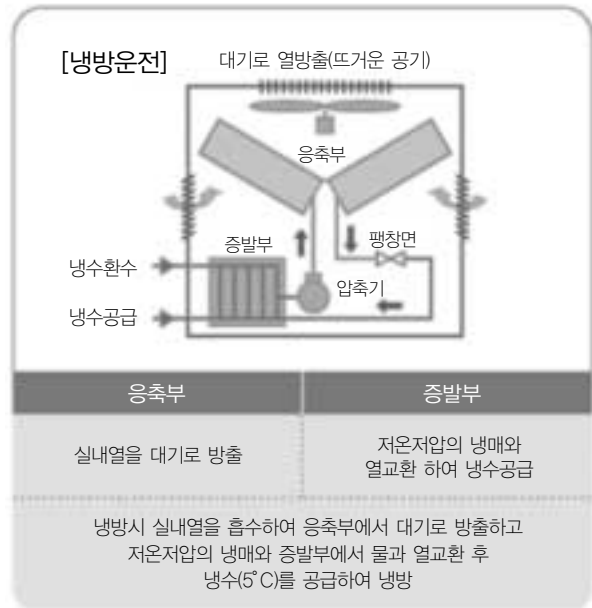 [냉방운전]
대기로 열방출(뜨거운 공기)
응축부
증발부
팽창면
냉수환수
압축기
냉수공급
응축부
증발부
실내열을 대기로 방출
저온저압의 냉매와
열교환 하여 냉수공급
냉방시 실내열을 흡수하여 응축부에서 대기로 방출하고
저온저압의 냉매와 증발부에서 물과 열교환 후
냉수(5°C)를 공급하여 냉방